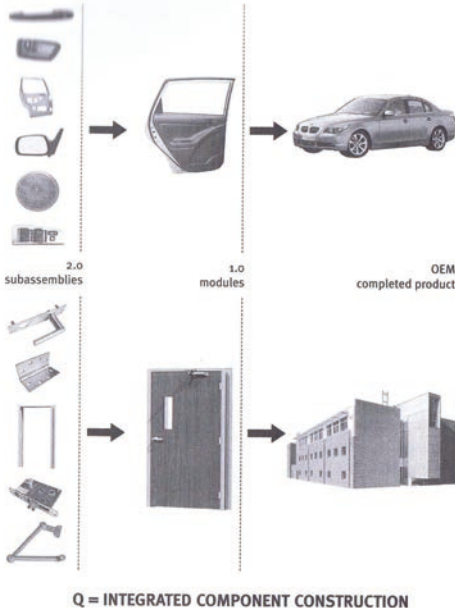 2.0
subassemblies
1.0
modules
OEM
completed product
Q = INTEGRATED COMPONENT CONSTRUCTION